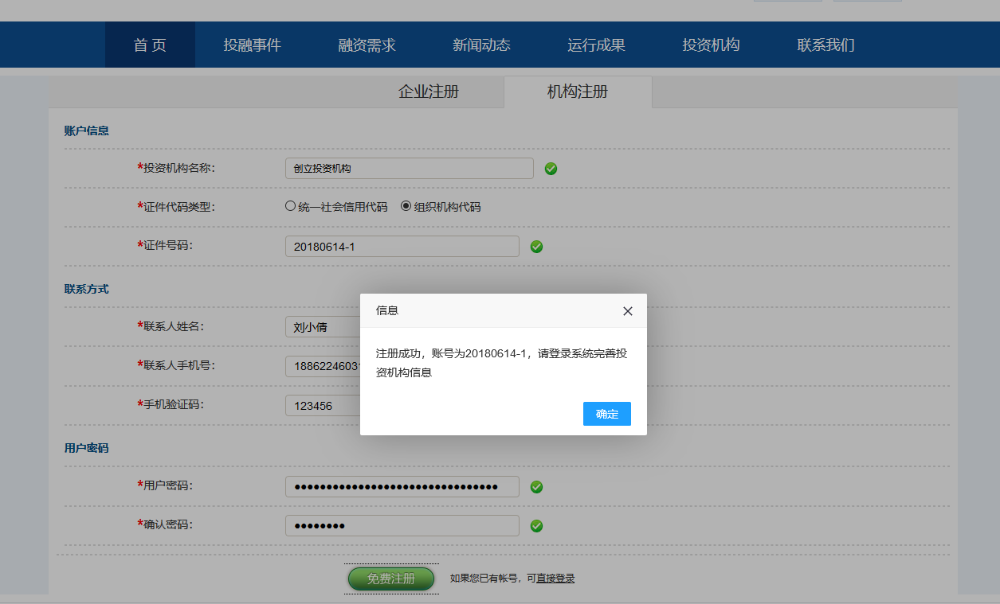 首 页 投融事件 融资需求 新闻动态 运行成果 投资机构 联系我们
企业注册 机构注册
账户信息
*投资机构名称： 创立投资机构
*证件代码类型： 统一社会信用代码 组织机构代码
*证件号码： 20180614-1
联系方式
*联系人姓名： 刘小倩
*联系人手机号： 1886224603
*手机验证码： 123456
信息
注册成功，账号为20180614-1，请登录系统完善投
资机构信息
确定
用户密码
*用户密码： ●●●●●●●●●●●●●●●●●●●●●●●●●●●●●●●●
*确认密码： ●●●●●●●●
免费注册 如果您已有帐号，可直接登录